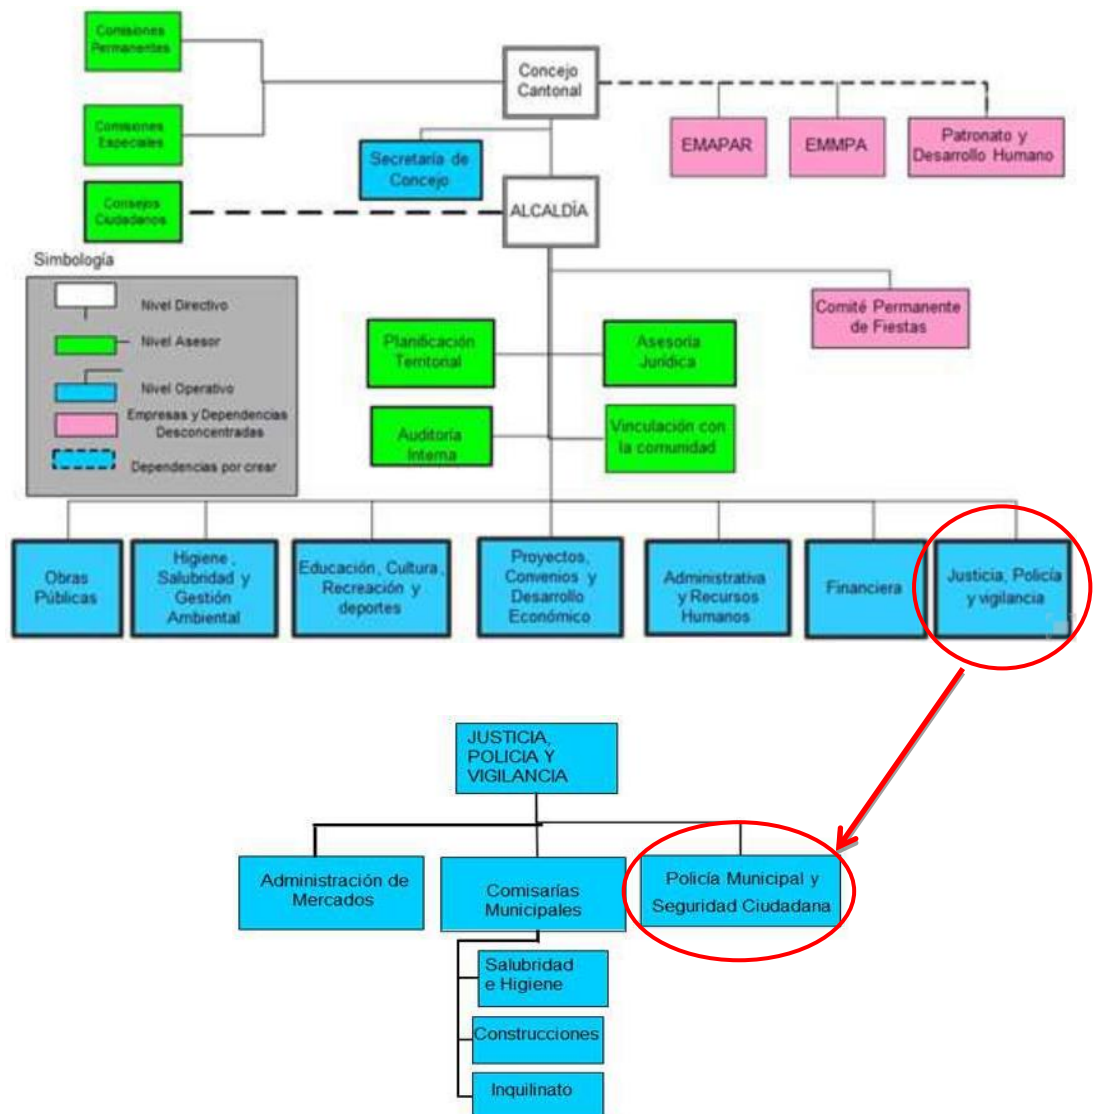 Comisiones
Permanentes
Concejo
Cantonal
Comisiones
Especiales
Secretaría de
Concejo
EMAPAR
EMMPA
Patronato y
Desarrollo Humano
Consejos
Ciudadanos
ALCALDÍA
Simbología
Nivel Directivo
Nivel Asesor
Nivel Operativo
Empresas y Dependencias
Desconcentradas
Dependencias por crear
Comité Permanente
de Fiestas
Planificación
Territorial
Asesoría
Jurídica
Auditoría
Interna
Vinculación con
la comunidad
Obras
Públicas
Higiene,
Salubridad y
Gestión
Ambiental
Educación, Cultura,
Recreación y
deportes
Proyectos,
Convenios y
Desarrollo
Económico
Administrativa
y Recursos
Humanos
Financiera
Justicia, Policía
y vigilancia
JUSTICIA,
POLICIA Y
VIGILANCIA
Administración de
Mercados
Comisarías
Municipales
Policía Municipal y
Seguridad Ciudadana
Salubridad
e Higiene
Construcciones
Inquilinato